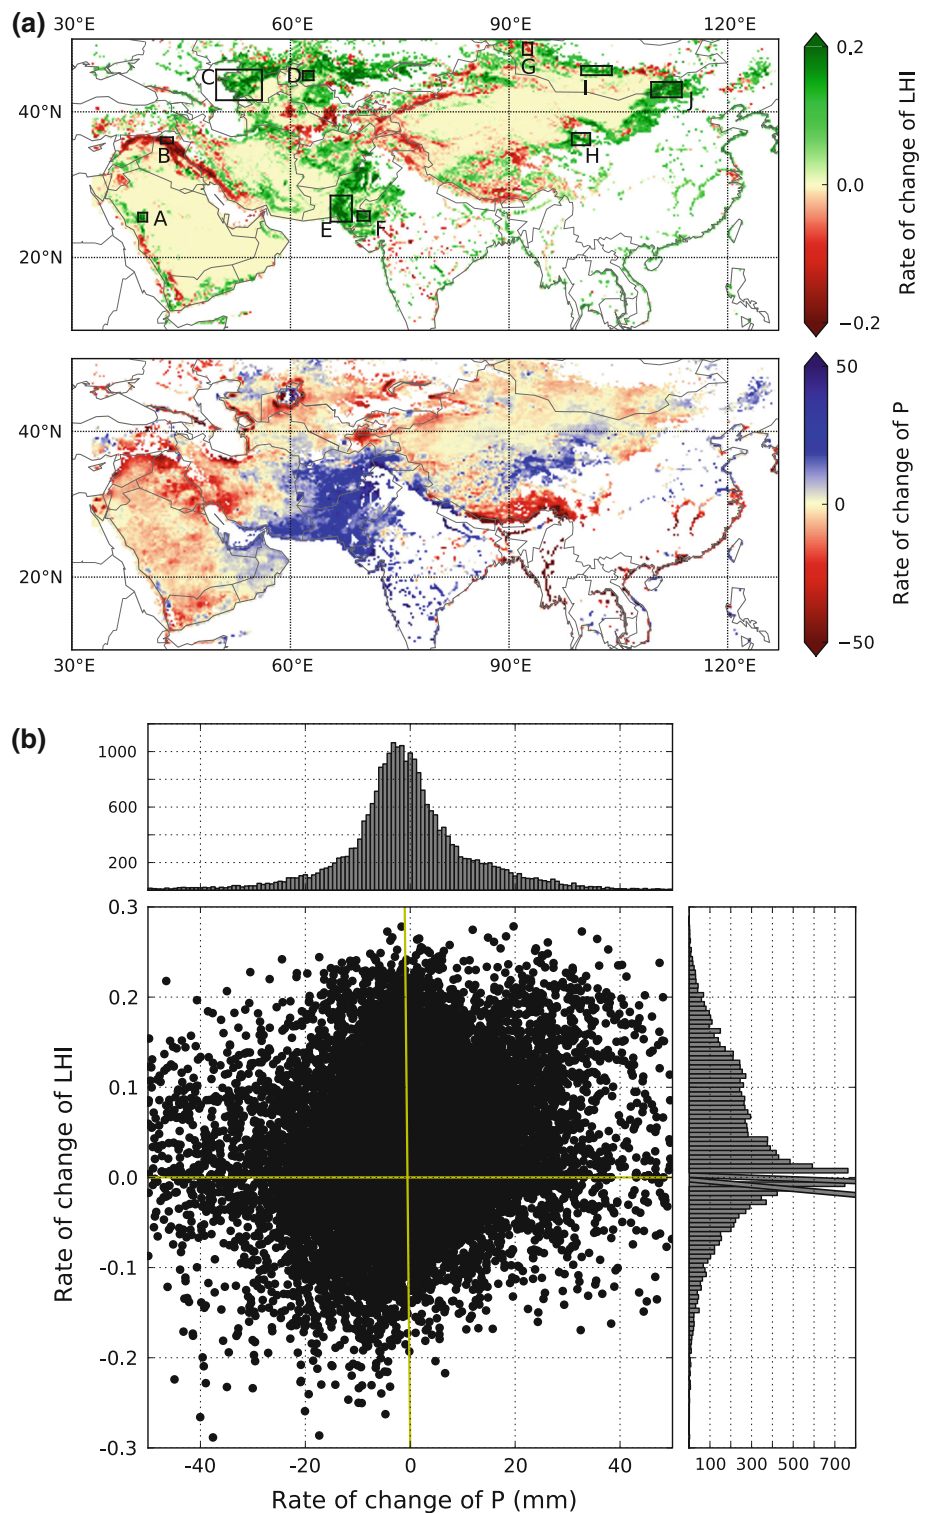 (a)
30°E 60°E 90°E 120°E
40°N
20°N
A
B
C
D
E
F
G
H
I
J
0.2
0.0
−0.2
Rate of change of LHI
40°N
20°N
30°E 60°E 90°E 120°E
50
0
−50
Rate of change of P
(b)
1000
600
200
0.3
0.2
0.1
0.0
-0.1
-0.2
-0.3
Rate of change of LHI
-40 -20 0 20 40
Rate of change of P (mm)
100 300 500 700